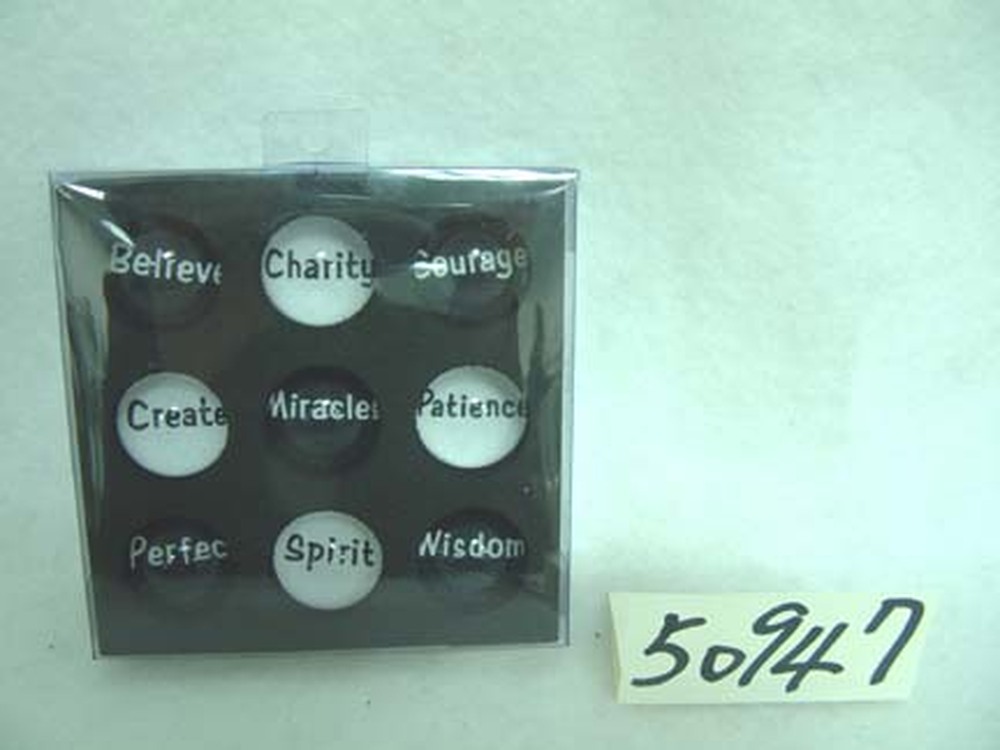 Believe Charity Courage
Create Miracles Patience
Perfec Spirit Wisdom
50947